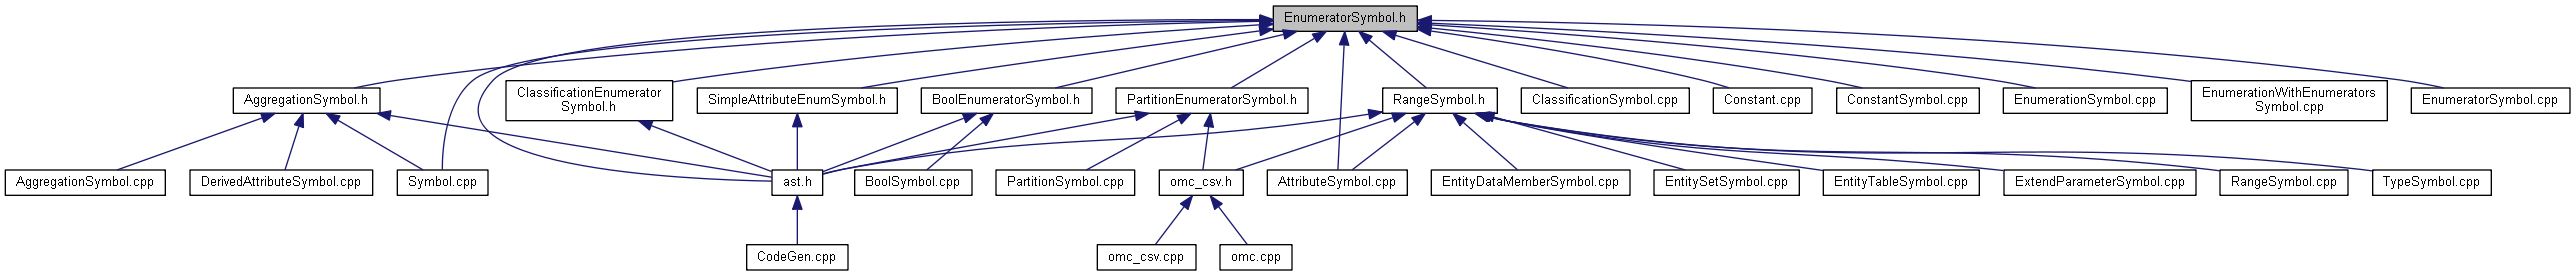 EnumeratorSymbol.h
AggregationSymbol.h
ClassificationEnumerator
Symbol.h
SimpleAttributeEnumSymbol.h
BoolEnumeratorSymbol.h
PartitionEnumeratorSymbol.h
RangeSymbol.h
ClassificationSymbol.cpp
Constant.cpp
ConstantSymbol.cpp
EnumerationSymbol.cpp
EnumerationWithEnumerators
Symbol.cpp
EnumeratorSymbol.cpp
AggregationSymbol.cpp
DerivedAttributeSymbol.cpp
Symbol.cpp
ast.h
BoolSymbol.cpp
PartitionSymbol.cpp
omc_csv.h
AttributeSymbol.cpp
EntityDataMemberSymbol.cpp
EntitySetSymbol.cpp
EntityTableSymbol.cpp
ExtendParameterSymbol.cpp
RangeSymbol.cpp
TypeSymbol.cpp
CodeGen.cpp
omc_csv.cpp
omc.cpp